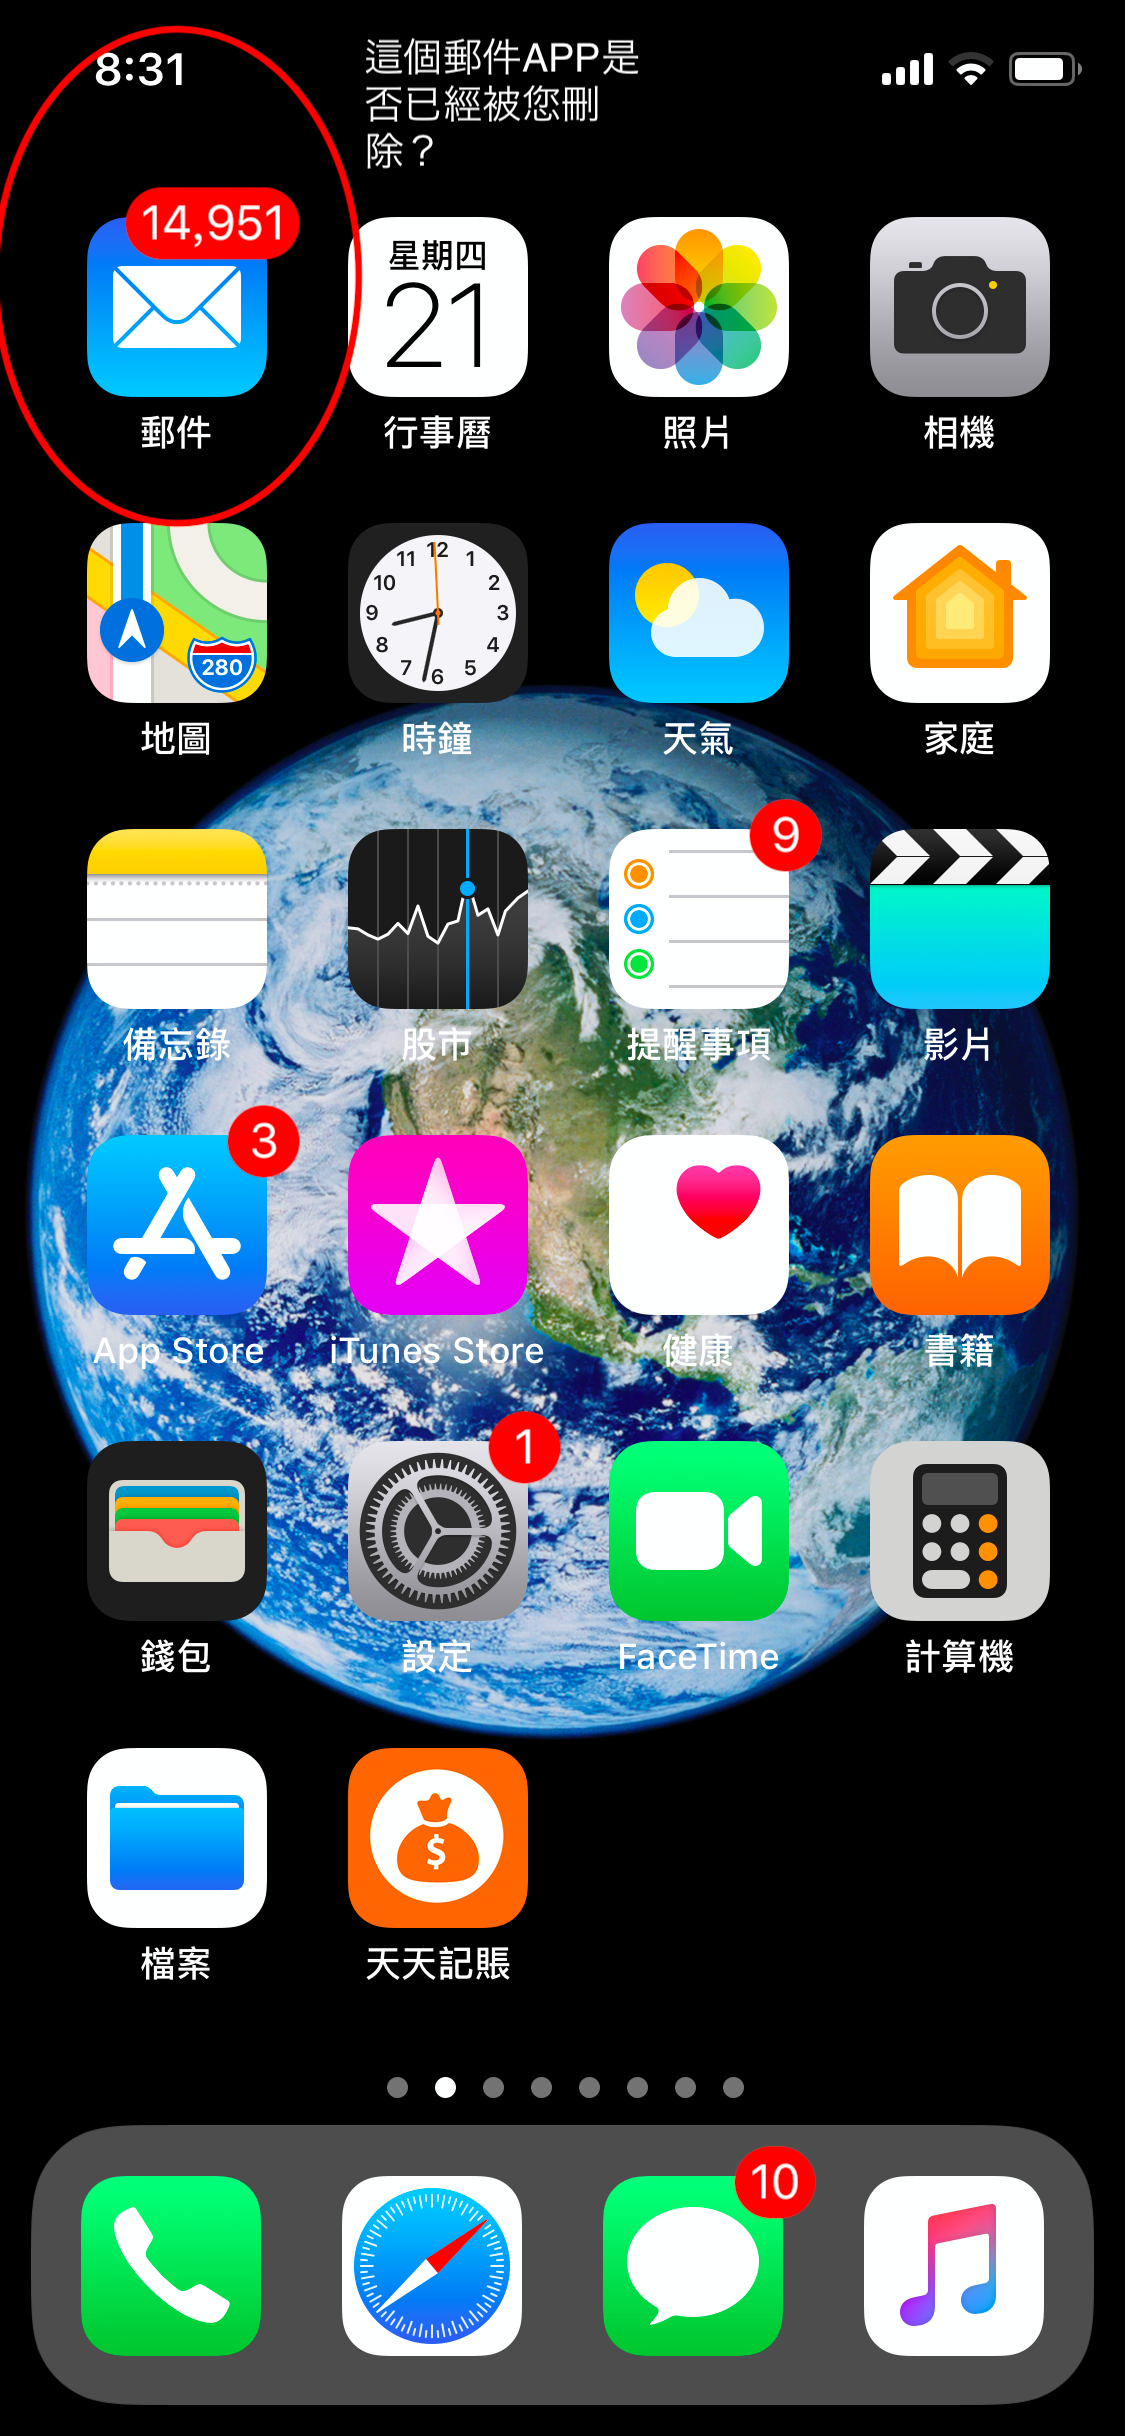 8:31
這個郵件APP是
否已經被您刪
除？
14,951
星期四
21
郵件
行事曆
照片
相機
12
11
1
10
2
9
3
8
4
7
5
6
280
地圖
時鐘
天氣
家庭
9
備忘錄
股市
提醒事項
影片
3
App Store
iTunes Store
健康
書籍
1
錢包
設定
FaceTime
計算機
$
檔案
天天記賬
10